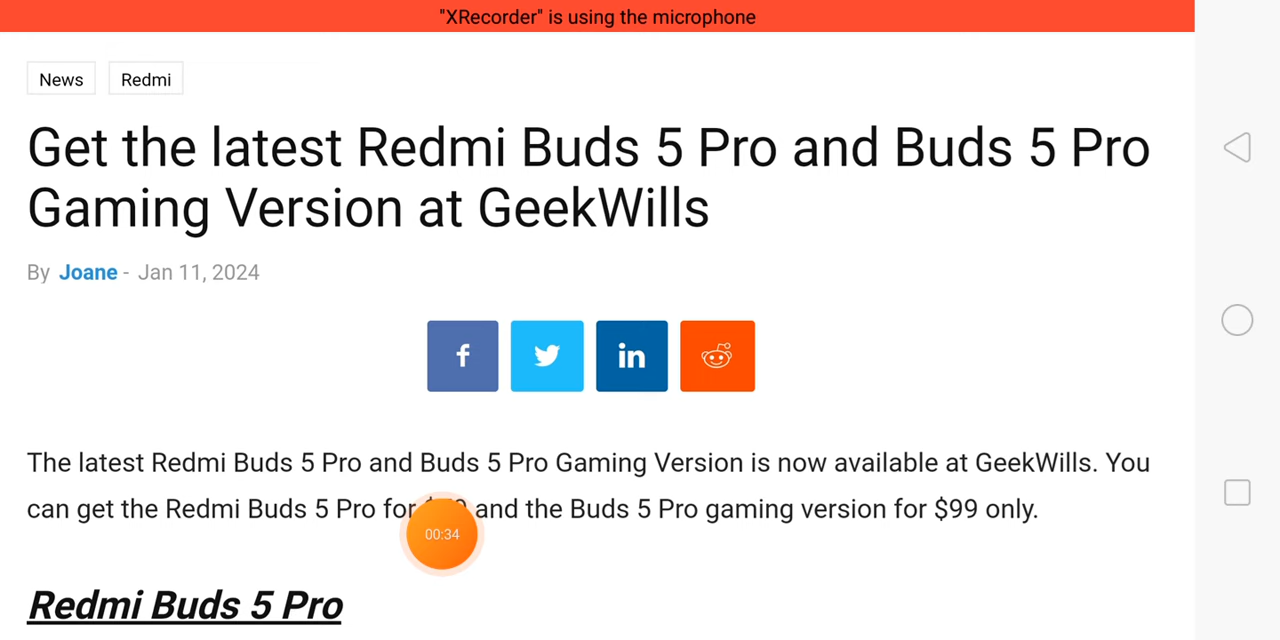 "XRecorder" is using the microphone
News Redmi
Get the latest Redmi Buds 5 Pro and Buds 5 Pro
Gaming Version at GeekWills
By Joane - Jan 11, 2024
The latest Redmi Buds 5 Pro and Buds 5 Pro Gaming Version is now available at GeekWills. You
can get the Redmi Buds 5 Pro for and the Buds 5 Pro gaming version for $99 only.
00:34
Redmi Buds 5 Pro